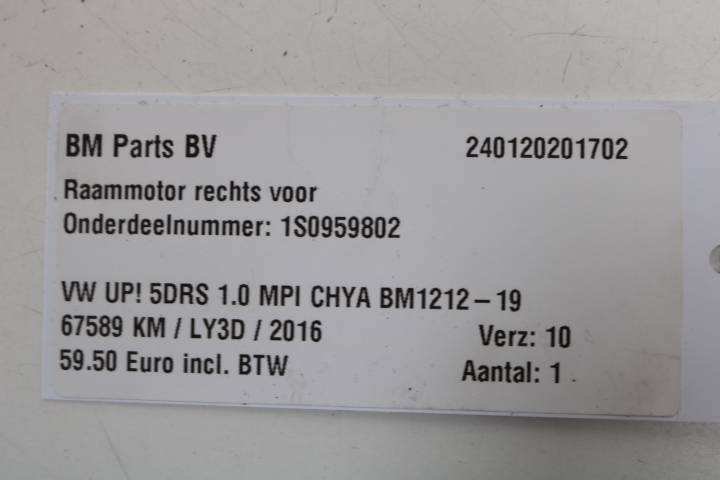 BM Parts BV 240120201702
Raammotor rechts voor
Onderdeelnummer: 1S0959802
VW UP! 5DRS 1.0 MPI CHYA BM1212-19
67589 KM / LY3D / 2016 Verz: 10
59.50 Euro incl. BTW Aantal: 1